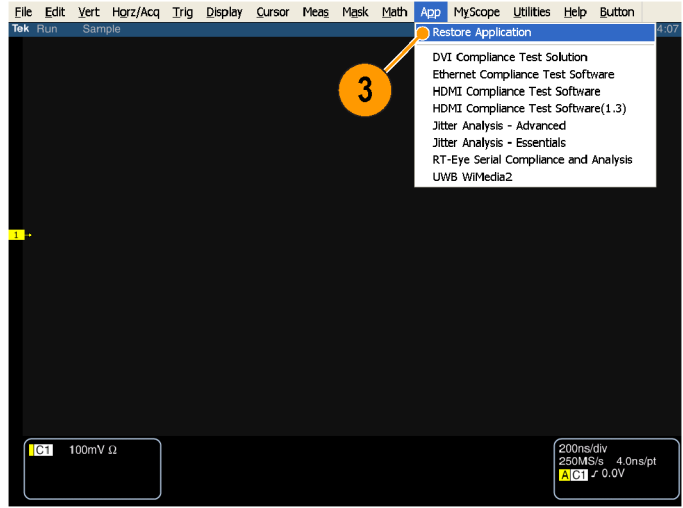 File Edit Vert Horz/Acq Trig Display Cursor Meas Mask Math App MyScope Utilities Help Button
Tek Run Sample 4:07
Restore Application
DVI Compliance Test Solution
Ethernet Compliance Test Software
HDMI Compliance Test Software
HDMI Compliance Test Software(1.3)
Jitter Analysis - Advanced
Jitter Analysis - Essentials
RT-Eye Serial Compliance and Analysis
UWB WiMedia2
3
1
C1 100mV Ω
200ns/div
250MS/s 4.0ns/pt
A C1 0.0V